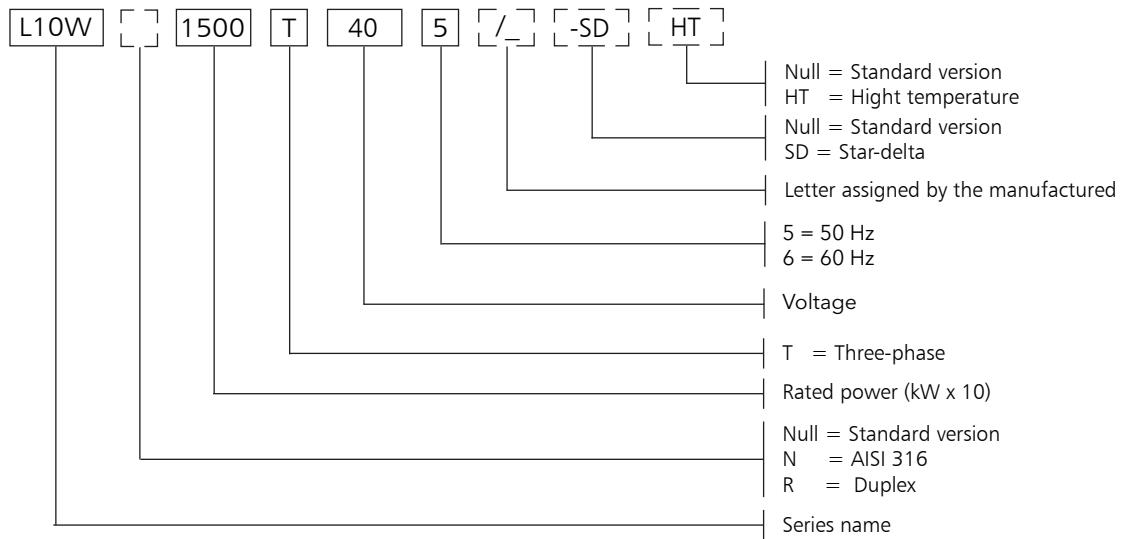 L10W 1500 T 40 5 /_ -SD HT
Null = Standard version
HT = Hight temperature
Null = Standard version
SD = Star-delta
Letter assigned by the manufactured
5 = 50 Hz
6 = 60 Hz
Voltage
T = Three-phase
Rated power (kW x 10)
Null = Standard version
N = AISI 316
R = Duplex
Series name